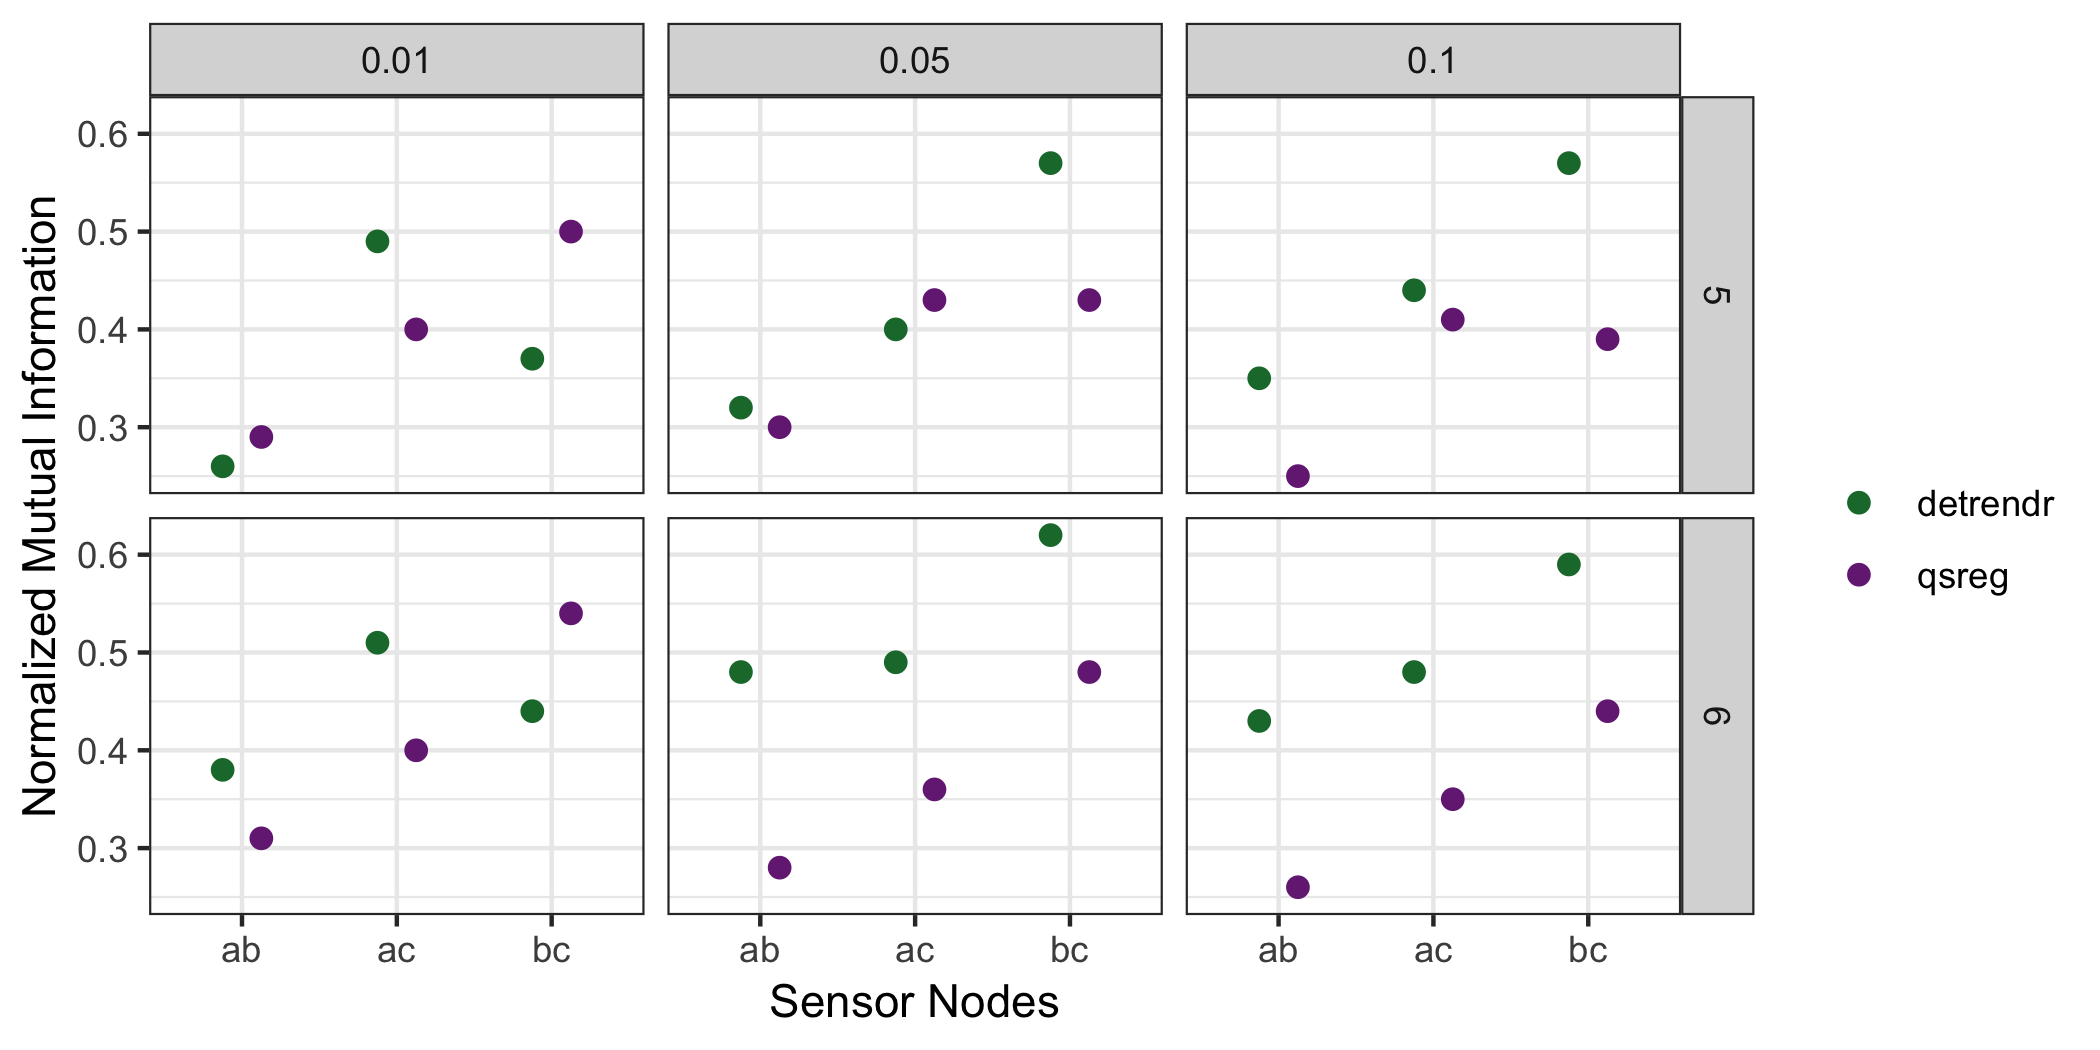 0.01 0.05 0.1
0.6
0.5
0.4
0.3
5
0.6
0.5
0.4
0.3
6
Normalized Mutual Information
ab ac bc ab ac bc ab ac bc
Sensor Nodes
detrendr
qsreg